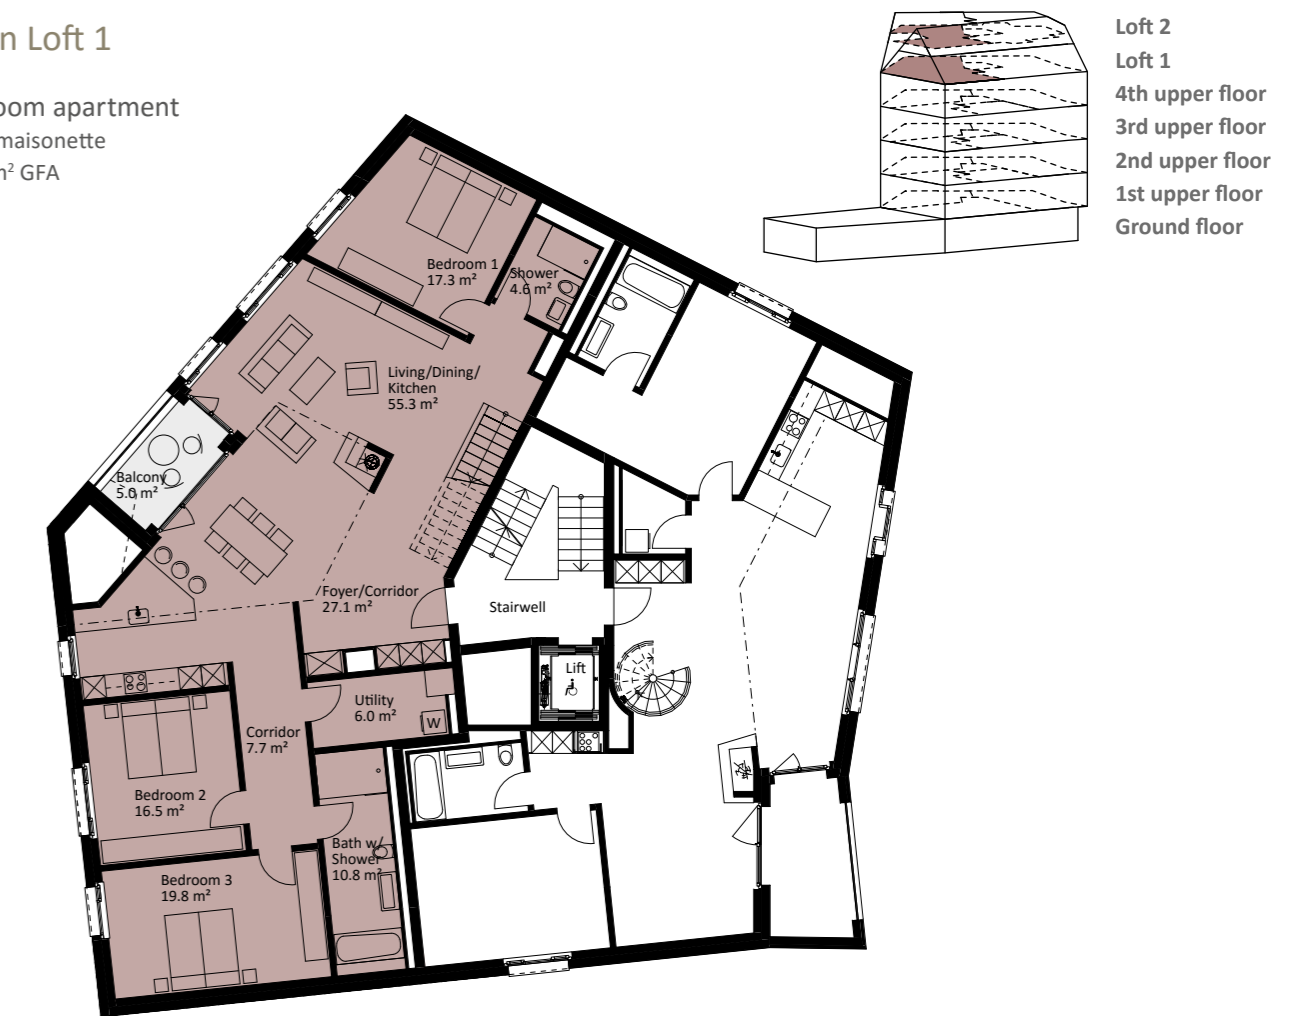 n Loft 1
oom apartment
maisonette
m² GFA
Loft 2
Loft 1
4th upper floor
3rd upper floor
2nd upper floor
1st upper floor
Ground floor
Bedroom 1
17.3 m²
Shower
4.6 m²
Living/Dining/
Kitchen
55.3 m²
Balcony
5.0 m²
Foyer/Corridor
27.1 m²
Stairwell
Lift
Utility
6.0 m²
W
Corridor
7.7 m²
Bedroom 2
16.5 m²
Bath w/
Shower
10.8 m²
Bedroom 3
19.8 m²